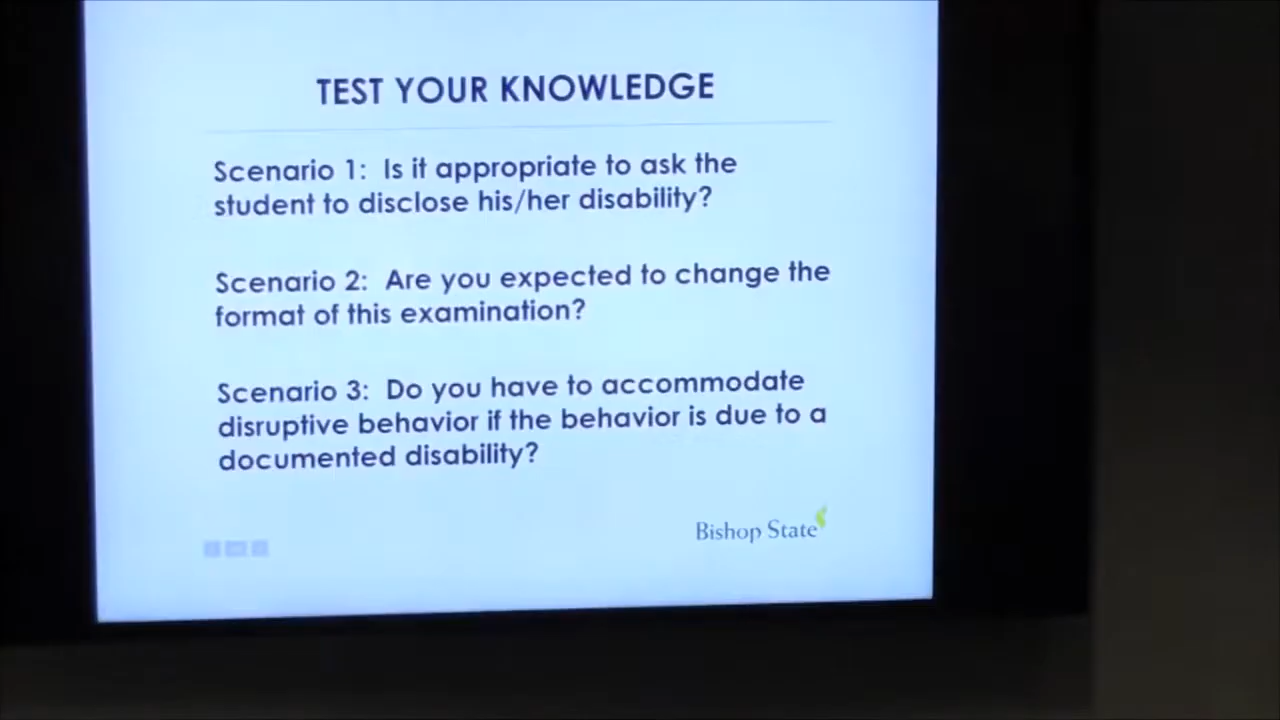 TEST YOUR KNOWLEDGE
Scenario 1: Is it appropriate to ask the
student to disclose his/her disability?
Scenario 2: Are you expected to change the
format of this examination?
Scenario 3: Do you have to accommodate
disruptive behavior if the behavior is due to a
documented disability?
Bishop State